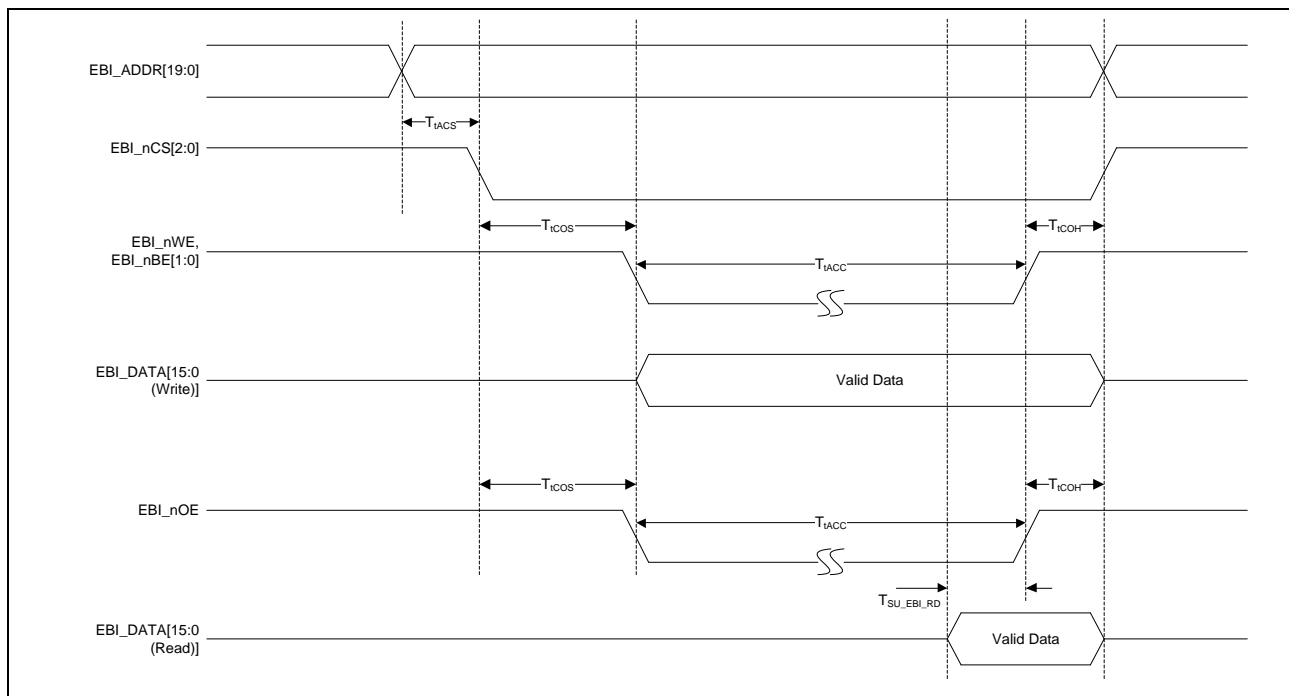 EBI_ADDR[19:0]
TtACS
EBI_nCS[2:0]
TtCOS
TtCOH
EBI_nWE,
EBI_nBE[1:0]
TtACC
EBI_DATA[15:0
(Write)]
Valid Data
TtCOS
TtCOH
EBI_nOE
TtACC
TSU_EBI_RD
EBI_DATA[15:0
(Read)]
Valid Data